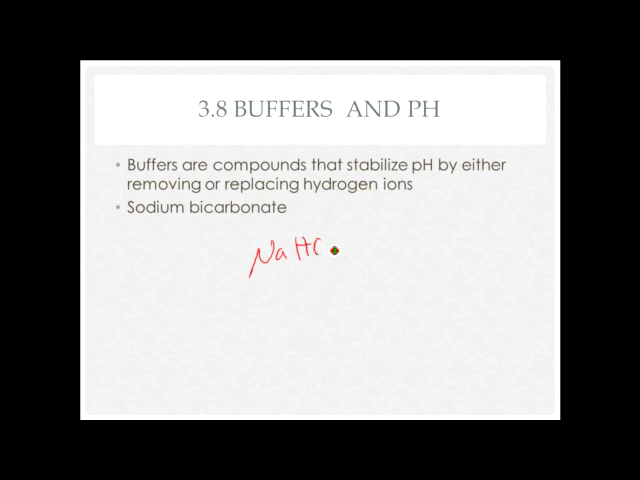 3.8 BUFFERS AND PH
• Buffers are compounds that stabilize pH by either
removing or replacing hydrogen ions
• Sodium bicarbonate
NaHC